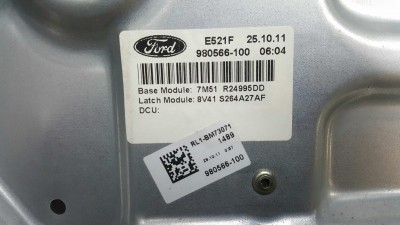 Ford
E521F 25.10.11
980566-100 06:04
Base Module: 7M51 R24995DD
Latch Module: 8V41 S264A27AF
DCU:
RL1-BM73071
1489
25.10.11
980566-100